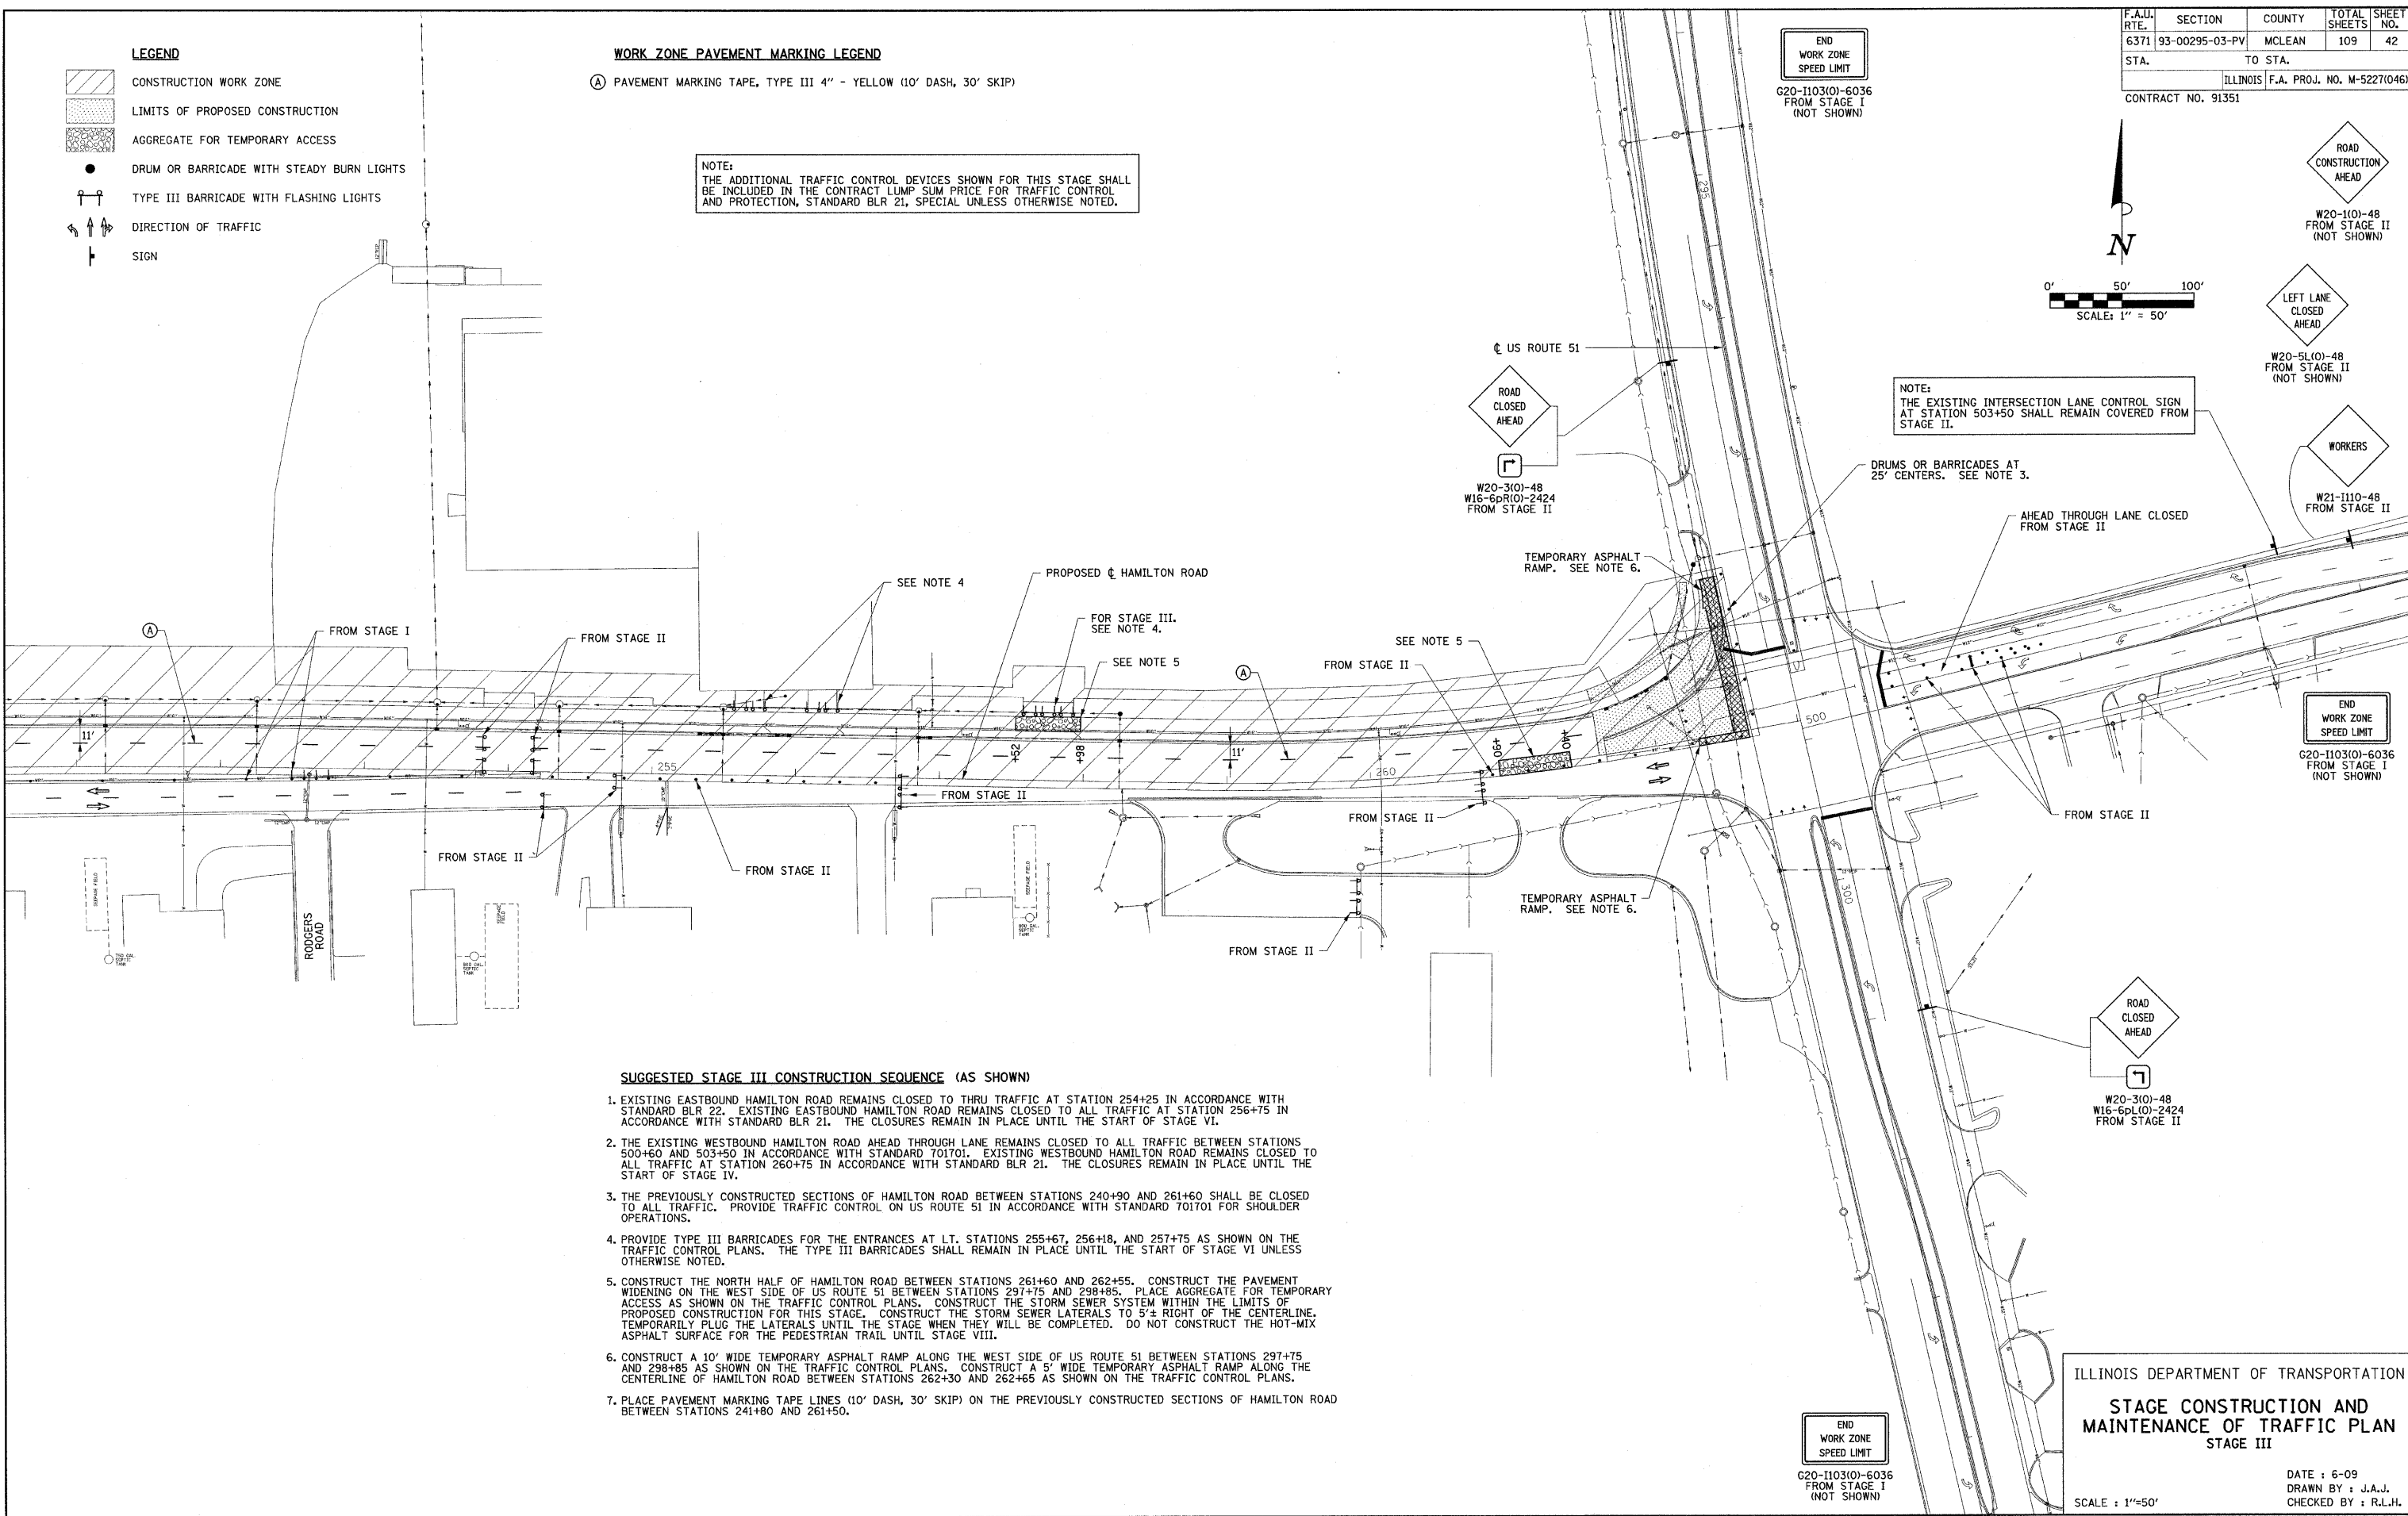 LEGEND
CONSTRUCTION WORK ZONE
LIMITS OF PROPOSED CONSTRUCTION
AGGREGATE FOR TEMPORARY ACCESS
DRUM OR BARRICADE WITH STEADY BURN LIGHTS
TYPE III BARRICADE WITH FLASHING LIGHTS
DIRECTION OF TRAFFIC
SIGN
WORK ZONE PAVEMENT MARKING LEGEND
A PAVEMENT MARKING TAPE, TYPE III 4" - YELLOW (10' DASH, 30' SKIP)
NOTE:
THE ADDITIONAL TRAFFIC CONTROL DEVICES SHOWN FOR THIS STAGE SHALL
BE INCLUDED IN THE CONTRACT LUMP SUM PRICE FOR TRAFFIC CONTROL
AND PROTECTION, STANDARD BLR 21, SPECIAL UNLESS OTHERWISE NOTED.
END
WORK ZONE
SPEED LIMIT
G20-I103(O)-6036
FROM STAGE I
(NOT SHOWN)
F.A.U. RTE. SECTION COUNTY TOTAL SHEETS SHEET NO.
6371 93-00295-03-PV MCLEAN 109 42
STA. TO STA.
ILLINOIS F.A. PROJ. NO. M-5227(046)
CONTRACT NO. 91351
ROAD
CONSTRUCTION
AHEAD
W20-1(O)-48
FROM STAGE II
(NOT SHOWN)
N
0' 50' 100'
SCALE: 1" = 50'
LEFT LANE
CLOSED
AHEAD
W20-5L(O)-48
FROM STAGE II
(NOT SHOWN)
295
℄ US ROUTE 51
ROAD
CLOSED
AHEAD
W20-3(O)-48
W16-6pR(O)-2424
FROM STAGE II
NOTE:
THE EXISTING INTERSECTION LANE CONTROL SIGN
AT STATION 503+50 SHALL REMAIN COVERED FROM
STAGE II.
WORKERS
W21-I110-48
FROM STAGE II
DRUMS OR BARRICADES AT
25' CENTERS. SEE NOTE 3.
AHEAD THROUGH LANE CLOSED
FROM STAGE II
TEMPORARY ASPHALT
RAMP. SEE NOTE 6.
SEE NOTE 4
PROPOSED ℄ HAMILTON ROAD
FOR STAGE III.
SEE NOTE 4.
SEE NOTE 5
SEE NOTE 5
FROM STAGE II
A
FROM STAGE I
FROM STAGE II
A
11'
11'
255
+52
+98
260
+60
+40
500
END
WORK ZONE
SPEED LIMIT
G20-I103(O)-6036
FROM STAGE I
(NOT SHOWN)
FROM STAGE II
FROM STAGE II
FROM STAGE II
FROM STAGE II
FROM STAGE II
300
RODGERS
ROAD
SEEPAGE FIELD
750 GAL.
SEPTIC
TANK
SEEPAGE
FIELD
900 GAL.
SEPTIC
TANK
SEEPAGE FIELD
900 GAL.
SEPTIC
TANK
TEMPORARY ASPHALT
RAMP. SEE NOTE 6.
FROM STAGE II
ROAD
CLOSED
AHEAD
W20-3(O)-48
W16-6pL(O)-2424
FROM STAGE II
SUGGESTED STAGE III CONSTRUCTION SEQUENCE (AS SHOWN)
1. EXISTING EASTBOUND HAMILTON ROAD REMAINS CLOSED TO THRU TRAFFIC AT STATION 254+25 IN ACCORDANCE WITH
STANDARD BLR 22. EXISTING EASTBOUND HAMILTON ROAD REMAINS CLOSED TO ALL TRAFFIC AT STATION 256+75 IN
ACCORDANCE WITH STANDARD BLR 21. THE CLOSURES REMAIN IN PLACE UNTIL THE START OF STAGE VI.
2. THE EXISTING WESTBOUND HAMILTON ROAD AHEAD THROUGH LANE REMAINS CLOSED TO ALL TRAFFIC BETWEEN STATIONS
500+60 AND 503+50 IN ACCORDANCE WITH STANDARD 701701. EXISTING WESTBOUND HAMILTON ROAD REMAINS CLOSED TO
ALL TRAFFIC AT STATION 260+75 IN ACCORDANCE WITH STANDARD BLR 21. THE CLOSURES REMAIN IN PLACE UNTIL THE
START OF STAGE IV.
3. THE PREVIOUSLY CONSTRUCTED SECTIONS OF HAMILTON ROAD BETWEEN STATIONS 240+90 AND 261+60 SHALL BE CLOSED
TO ALL TRAFFIC. PROVIDE TRAFFIC CONTROL ON US ROUTE 51 IN ACCORDANCE WITH STANDARD 701701 FOR SHOULDER
OPERATIONS.
4. PROVIDE TYPE III BARRICADES FOR THE ENTRANCES AT LT. STATIONS 255+67, 256+18, AND 257+75 AS SHOWN ON THE
TRAFFIC CONTROL PLANS. THE TYPE III BARRICADES SHALL REMAIN IN PLACE UNTIL THE START OF STAGE VI UNLESS
OTHERWISE NOTED.
5. CONSTRUCT THE NORTH HALF OF HAMILTON ROAD BETWEEN STATIONS 261+60 AND 262+55. CONSTRUCT THE PAVEMENT
WIDENING ON THE WEST SIDE OF US ROUTE 51 BETWEEN STATIONS 297+75 AND 298+85. PLACE AGGREGATE FOR TEMPORARY
ACCESS AS SHOWN ON THE TRAFFIC CONTROL PLANS. CONSTRUCT THE STORM SEWER SYSTEM WITHIN THE LIMITS OF
PROPOSED CONSTRUCTION FOR THIS STAGE. CONSTRUCT THE STORM SEWER LATERALS TO 5'± RIGHT OF THE CENTERLINE.
TEMPORARILY PLUG THE LATERALS UNTIL THE STAGE WHEN THEY WILL BE COMPLETED. DO NOT CONSTRUCT THE HOT-MIX
ASPHALT SURFACE FOR THE PEDESTRIAN TRAIL UNTIL STAGE VIII.
6. CONSTRUCT A 10' WIDE TEMPORARY ASPHALT RAMP ALONG THE WEST SIDE OF US ROUTE 51 BETWEEN STATIONS 297+75
AND 298+85 AS SHOWN ON THE TRAFFIC CONTROL PLANS. CONSTRUCT A 5' WIDE TEMPORARY ASPHALT RAMP ALONG THE
CENTERLINE OF HAMILTON ROAD BETWEEN STATIONS 262+30 AND 262+65 AS SHOWN ON THE TRAFFIC CONTROL PLANS.
7. PLACE PAVEMENT MARKING TAPE LINES (10' DASH, 30' SKIP) ON THE PREVIOUSLY CONSTRUCTED SECTIONS OF HAMILTON ROAD
BETWEEN STATIONS 241+80 AND 261+50.
END
WORK ZONE
SPEED LIMIT
G20-I103(O)-6036
FROM STAGE I
(NOT SHOWN)
ILLINOIS DEPARTMENT OF TRANSPORTATION
STAGE CONSTRUCTION AND
MAINTENANCE OF TRAFFIC PLAN
STAGE III
DATE : 6-09
DRAWN BY : J.A.J.
SCALE : 1"=50' CHECKED BY : R.L.H.